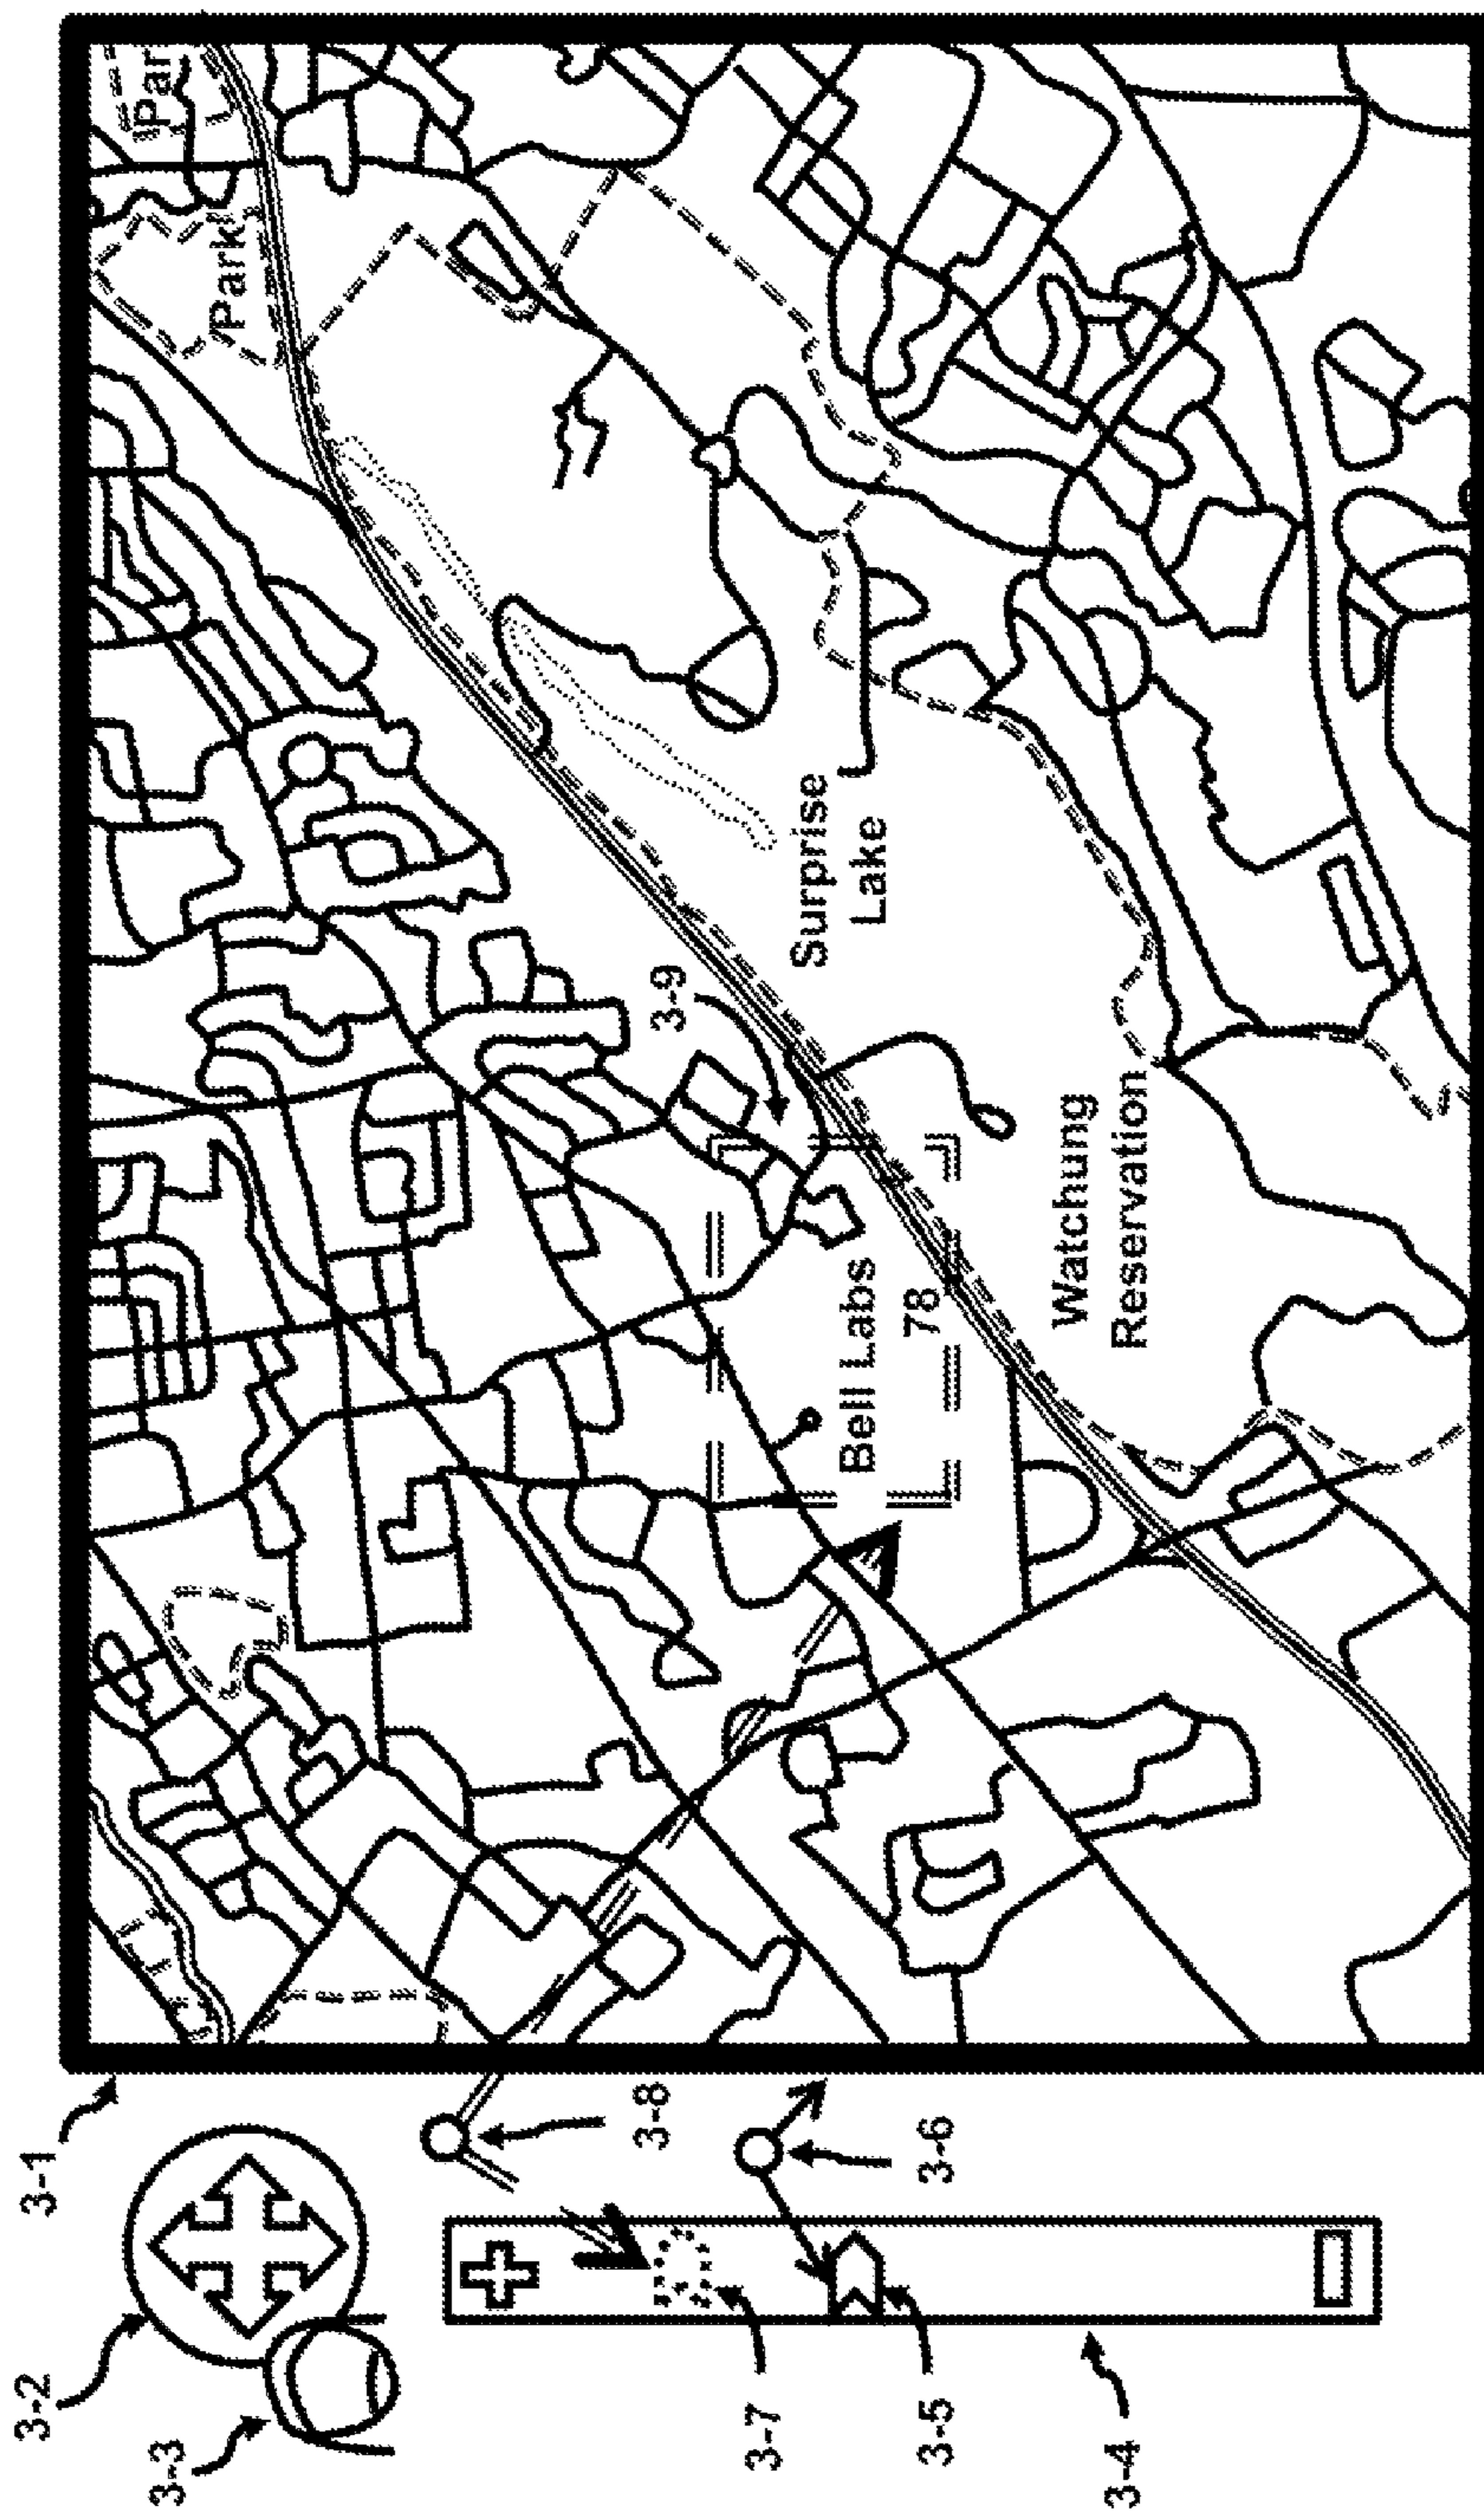 3-1
3-2
3-3
3-8
3-6
3-7
3-5
3-4
Park
Par
3-9
Surprise
Lake
Bell Labs
78
Watchung
Reservation